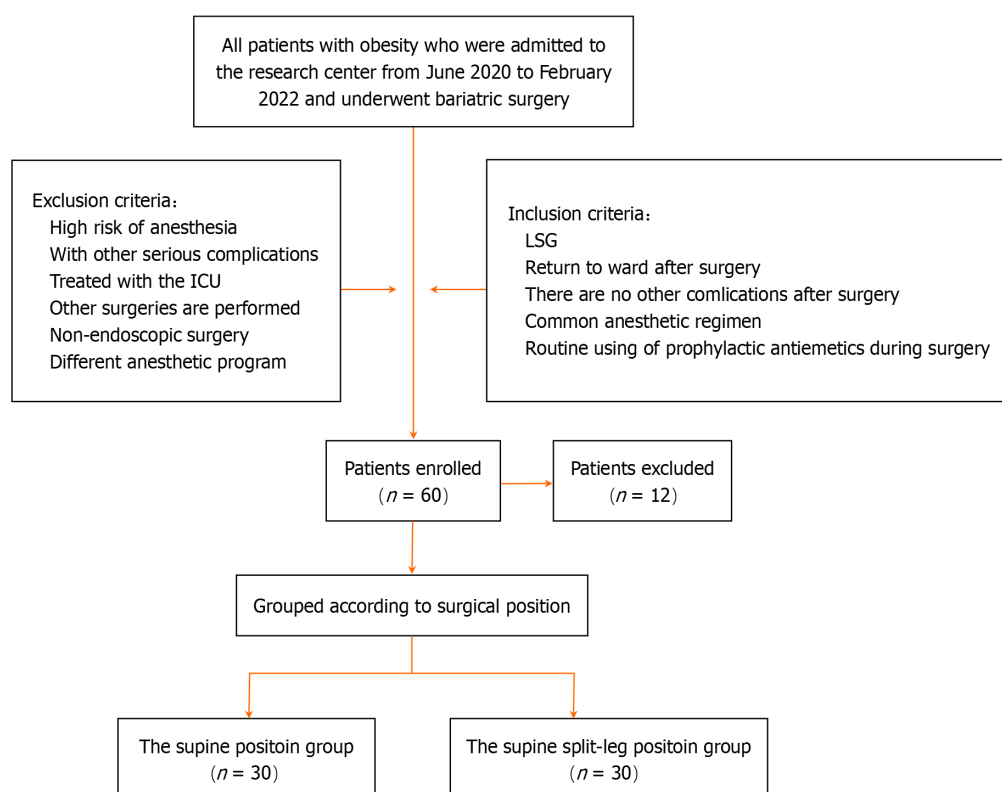 All patients with obesity who were admitted to
the research center from June 2020 to February
2022 and underwent bariatric surgery
Exclusion criteria：
High risk of anesthesia
With other serious complications
Treated with the ICU
Other surgeries are performed
Non-endoscopic surgery
Different anesthetic program
Inclusion criteria：
LSG
Return to ward after surgery
There are no other comlications after surgery
Common anesthetic regimen
Routine using of prophylactic antiemetics during surgery
Patients enrolled
（n = 60）
Patients excluded
（n = 12）
Grouped according to surgical position
The supine positoin group
（n = 30）
The supine split-leg positoin group
（n = 30）